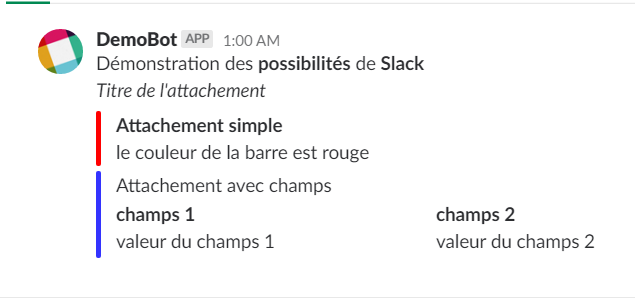 DemoBot APP 1:00 AM
Démonstration des possibilités de Slack
Titre de l'attachement
Attachement simple
le couleur de la barre est rouge
Attachement avec champs
champs 1 champs 2
valeur du champs 1 valeur du champs 2